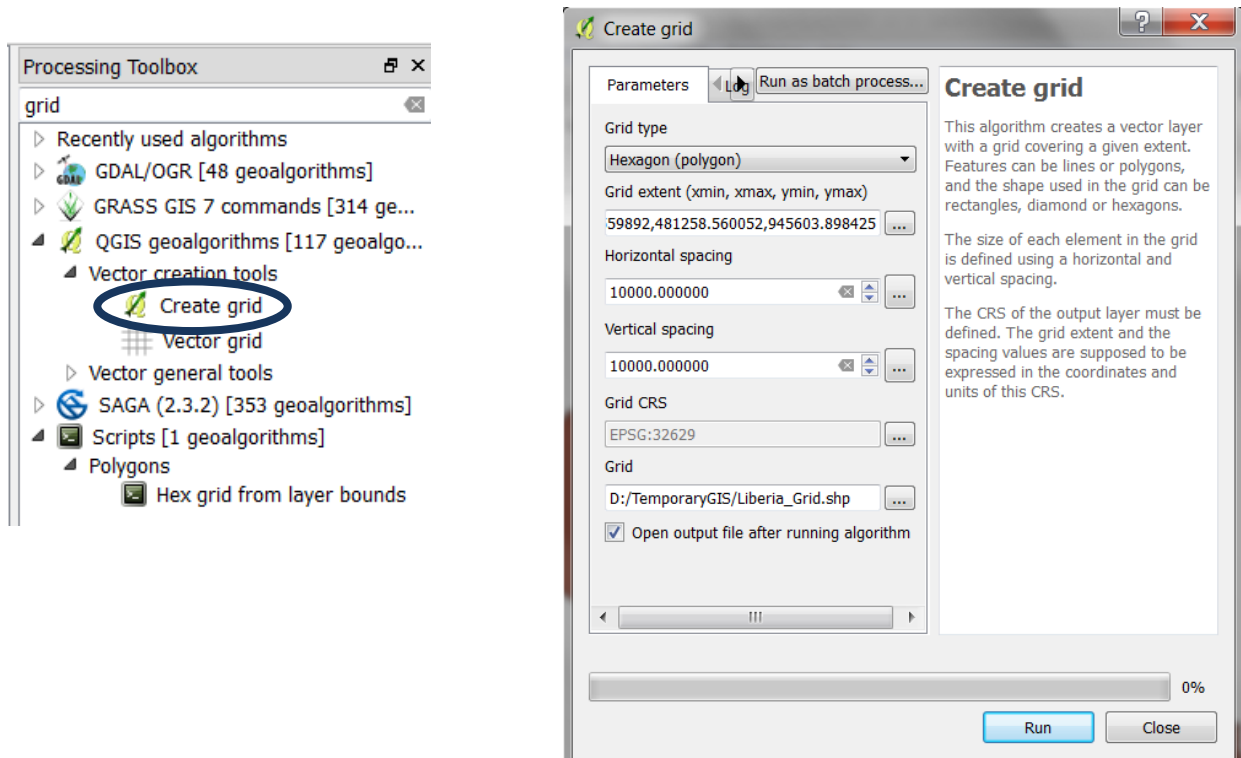 Processing Toolbox
grid
Recently used algorithms
GDAL/OGR [48 geoalgorithms]
GRASS GIS 7 commands [314 ge...
QGIS geoalgorithms [117 geoalgo...
Vector creation tools
Create grid
Vector grid
Vector general tools
SAGA (2.3.2) [353 geoalgorithms]
Scripts [1 geoalgorithms]
Polygons
Hex grid from layer bounds
Create grid
Parameters
Log
Run as batch process...
Grid type
Hexagon (polygon)
Grid extent (xmin, xmax, ymin, ymax)
59892,481258.560052,945603.898425
...
Horizontal spacing
10000.000000
...
Vertical spacing
10000.000000
...
Grid CRS
EPSG:32629
...
Grid
D:/TemporaryGIS/Liberia_Grid.shp
...
Open output file after running algorithm
Create grid
This algorithm creates a vector layer
with a grid covering a given extent.
Features can be lines or polygons,
and the shape used in the grid can be
rectangles, diamond or hexagons.
The size of each element in the grid
is defined using a horizontal and
vertical spacing.
The CRS of the output layer must be
defined. The grid extent and the
spacing values are supposed to be
expressed in the coordinates and
units of this CRS.
0%
Run
Close